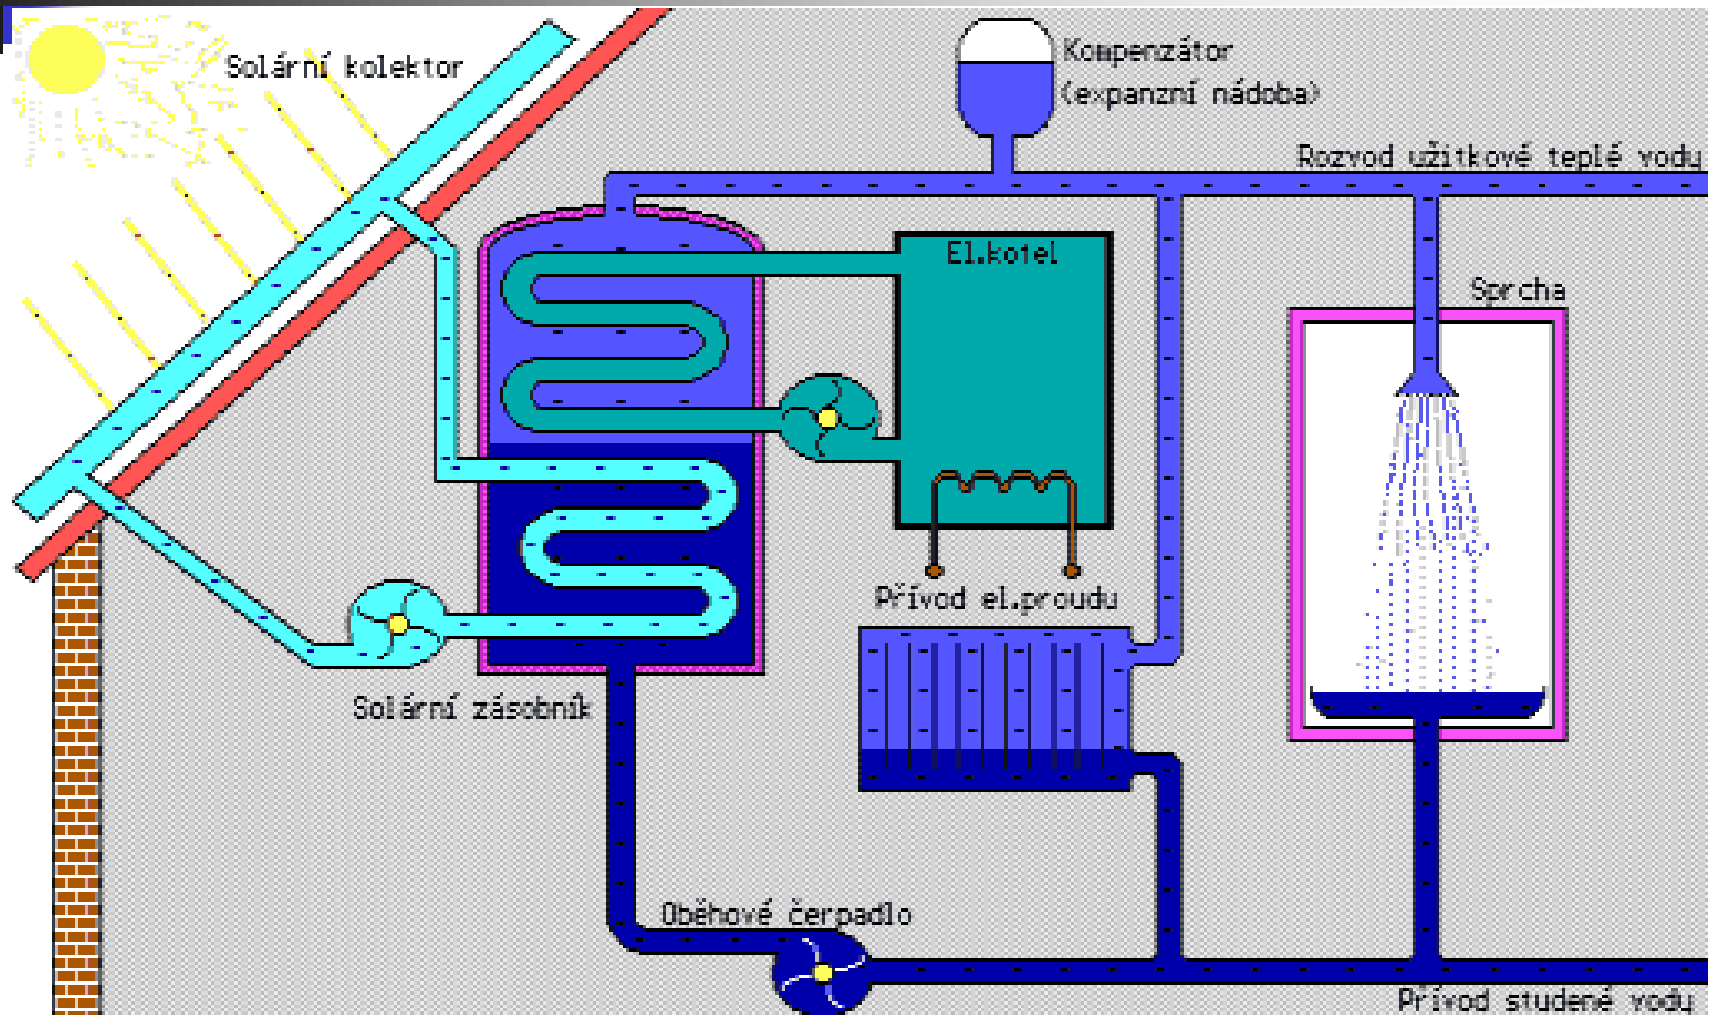 Solární kolektor
Kompenzátor
(expanzní nádoba)
Rozvod užitkové teplé vody
El.kotel
Sprcha
Přívod el.proudu
Solární zásobník
Oběhové čerpadlo
Přívod studené vody